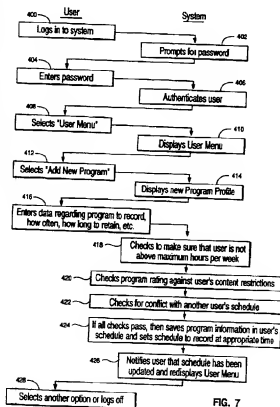 User
System
400
Logs in to system
402
Prompts for password
404
Enters password
406
Authenticates user
408
Selects "User Menu"
410
Displays User Menu
412
Selects "Add New Program"
414
Displays new Program Profile
416
Enters data regarding program to record,
how often, how long to retain, etc.
418
Checks to make sure that user is not
above maximum hours per week
420
Checks program rating against user's content restrictions
422
Checks for conflict with another user's schedule
424
If all checks pass, then saves program information in user's
schedule and sets schedule to record at appropriate time
426
Notifies user that schedule has been
updated and redisplays User Menu
428
Selects another option or logs off
FIG. 7